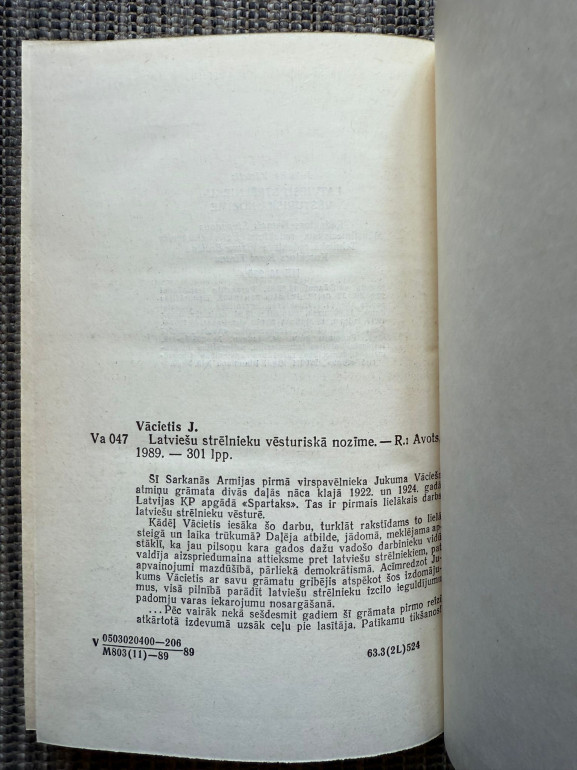 Vācietis J.
Va 047 Latviešu strēlnieku vēsturiskā nozīme. — R.: Avots,
1989. — 301 lpp.
Šī Sarkanās Armijas pirmā virspavēlnieka Jukuma Vācieša
atmiņu grāmata divās daļās nāca klajā 1922. un 1924. gadā
Latvijas KP apgādā «Spartaks». Tas ir pirmais lielākais darbs
latviešu strēlnieku vēsturē.
Kādēļ Vācietis iesāka šo darbu, turklāt rakstīdams to lielā
steigā un laika trūkumā? Daļēja atbilde, jādomā, meklējama ap-
stāklī, ka jau pilsoņu kara gados dažu vadošo darbinieku vidū
valdīja aizspriedumaina attieksme pret latviešu strēlniekiem, pat
apvainojumi mazdūšībā, pārliekā demokrātismā. Acīmredzot Ju-
kums Vācietis ar savu grāmatu gribējis atspēkot šos izdomāju-
mus, visā pilnībā parādīt latviešu strēlnieku izcilo ieguldījumu
padomju varas iekarojumu nosargāšanā.
... Pēc vairāk nekā sešdesmit gadiem šī grāmata pirmo reizi
atkārtotā izdevumā uzsāk ceļu pie lasītāja. Patīkamu tikšanos!
V 0503020400—206
M803(11)—89 89
63.3(2L)524